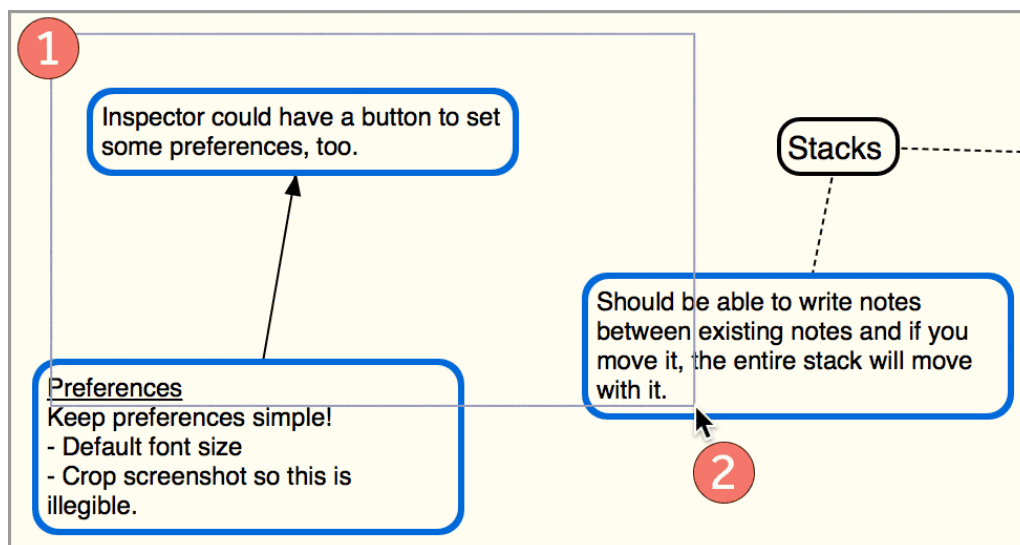 1
Inspector could have a button to set
some preferences, too.
Stacks
Should be able to write notes
between existing notes and if you
move it, the entire stack will move
with it.
Preferences
Keep preferences simple!
- Default font size
- Crop screenshot so this is
illegible.
2